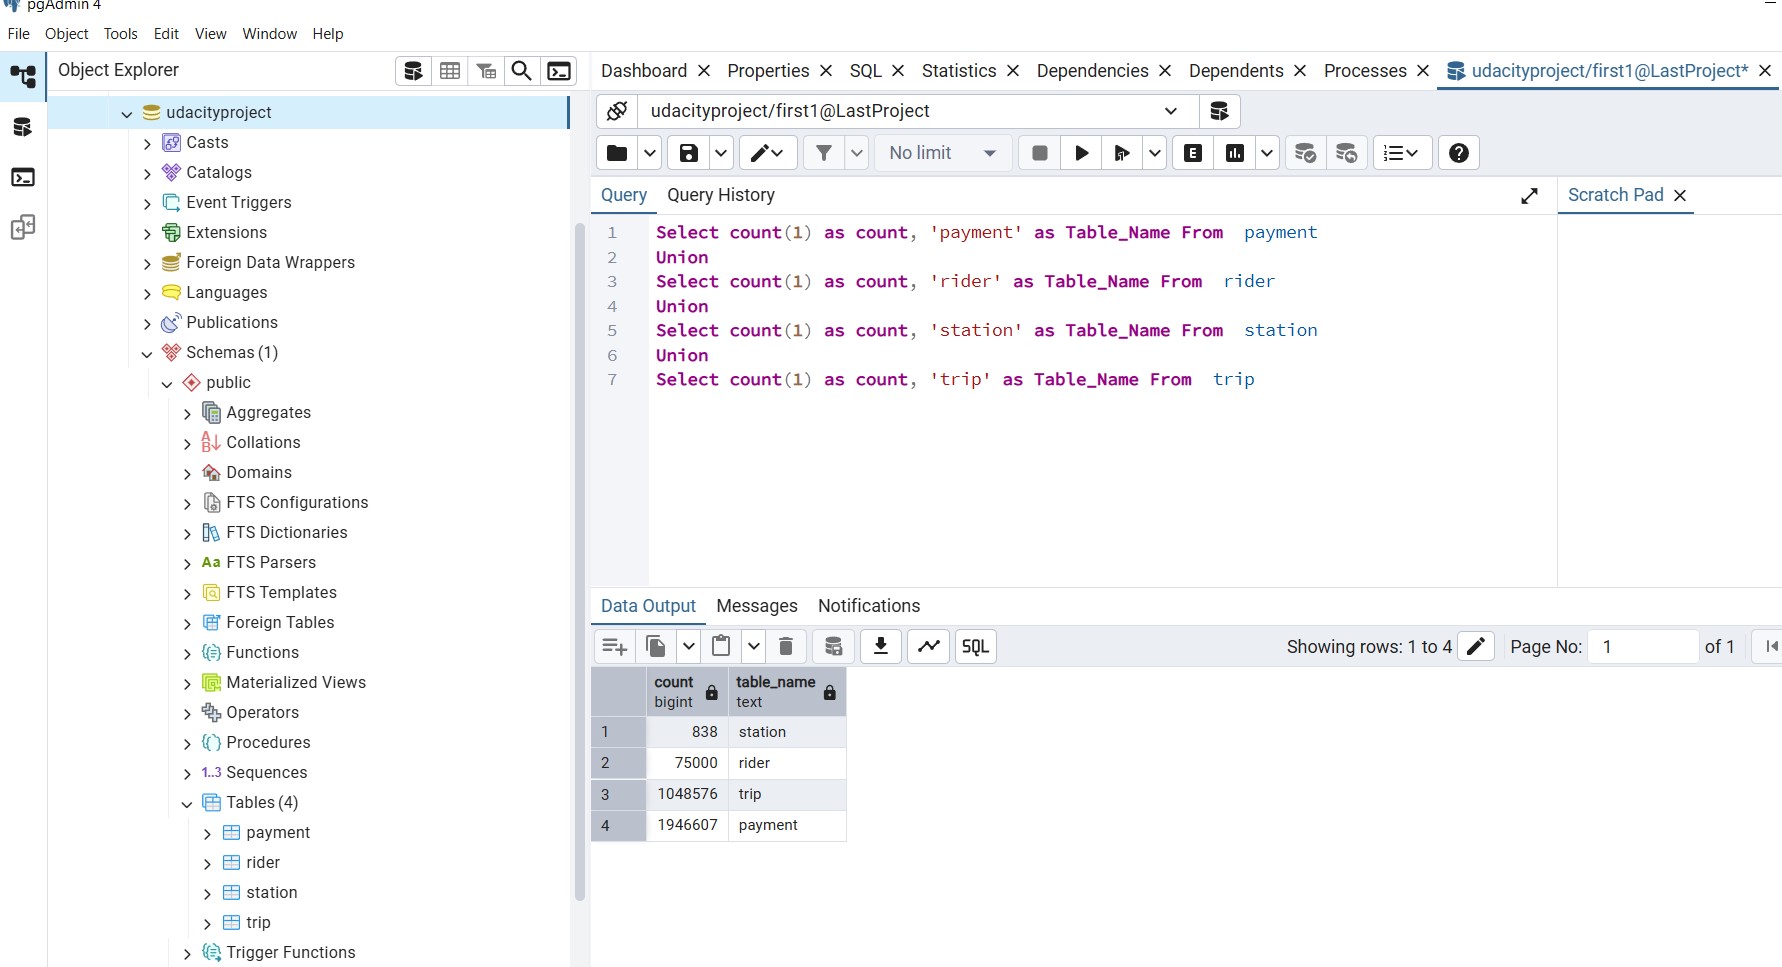 pgAdmin 4
File Object Tools Edit View Window Help
Object Explorer
Dashboard Properties SQL Statistics Dependencies Dependents Processes udacityproject/first1@LastProject*
udacityproject/first1@LastProject
No limit
Query Query History
Scratch Pad
1 Select count(1) as count, 'payment' as Table_Name From payment
2 Union
3 Select count(1) as count, 'rider' as Table_Name From rider
4 Union
5 Select count(1) as count, 'station' as Table_Name From station
6 Union
7 Select count(1) as count, 'trip' as Table_Name From trip
udacityproject
Casts
Catalogs
Event Triggers
Extensions
Foreign Data Wrappers
Languages
Publications
Schemas (1)
public
Aggregates
Collations
Domains
FTS Configurations
FTS Dictionaries
Aa FTS Parsers
FTS Templates
Foreign Tables
Functions
Materialized Views
Operators
Procedures
1..3 Sequences
Tables (4)
payment
rider
station
trip
Trigger Functions
Data Output Messages Notifications
SQL
Showing rows: 1 to 4
Page No: 1 of 1
count table_name
bigint text
1 838 station
2 75000 rider
3 1048576 trip
4 1946607 payment